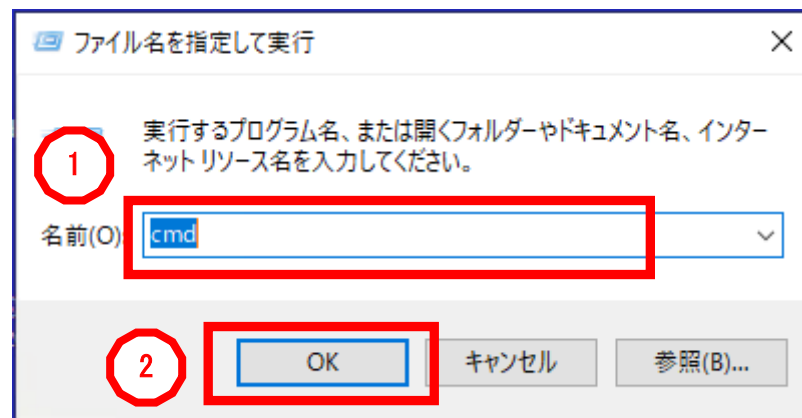 ファイル名を指定して実行
実行するプログラム名、または開くフォルダーやドキュメント名、インター
ネット リソース名を入力してください。
1
名前(O):
cmd
2
OK
キャンセル
参照(B)...